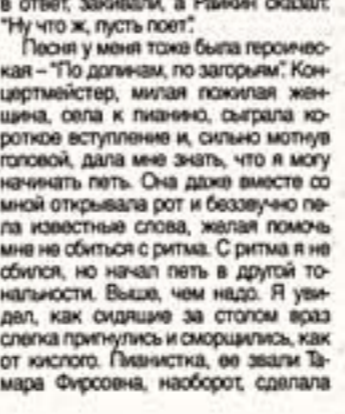 в ответ, закивали, а Райкин сказал:
"Ну что ж, пусть поет".
Песня у меня тоже была героичес-
кая – "По долинам, по загорьям". Кон-
цертмейстер, милая пожилая жен-
щина, села к пианино, сыграла ко-
роткое вступление и, сильно мотнув
головой, дала мне знать, что я могу
начинать петь. Она даже вместе со
мной открывала рот и беззвучно пе-
ла известные слова, желая помочь
мне не сбиться с ритма. С ритма я не
сбился, но начал петь в другой то-
нальности. Выше, чем надо. Я уви-
дел, как сидящие за столом враз
слегка пригнулись и сморщились, как
от кислого. Пианистка, ее звали Та-
мара Фирсовна, наоборот, сделала